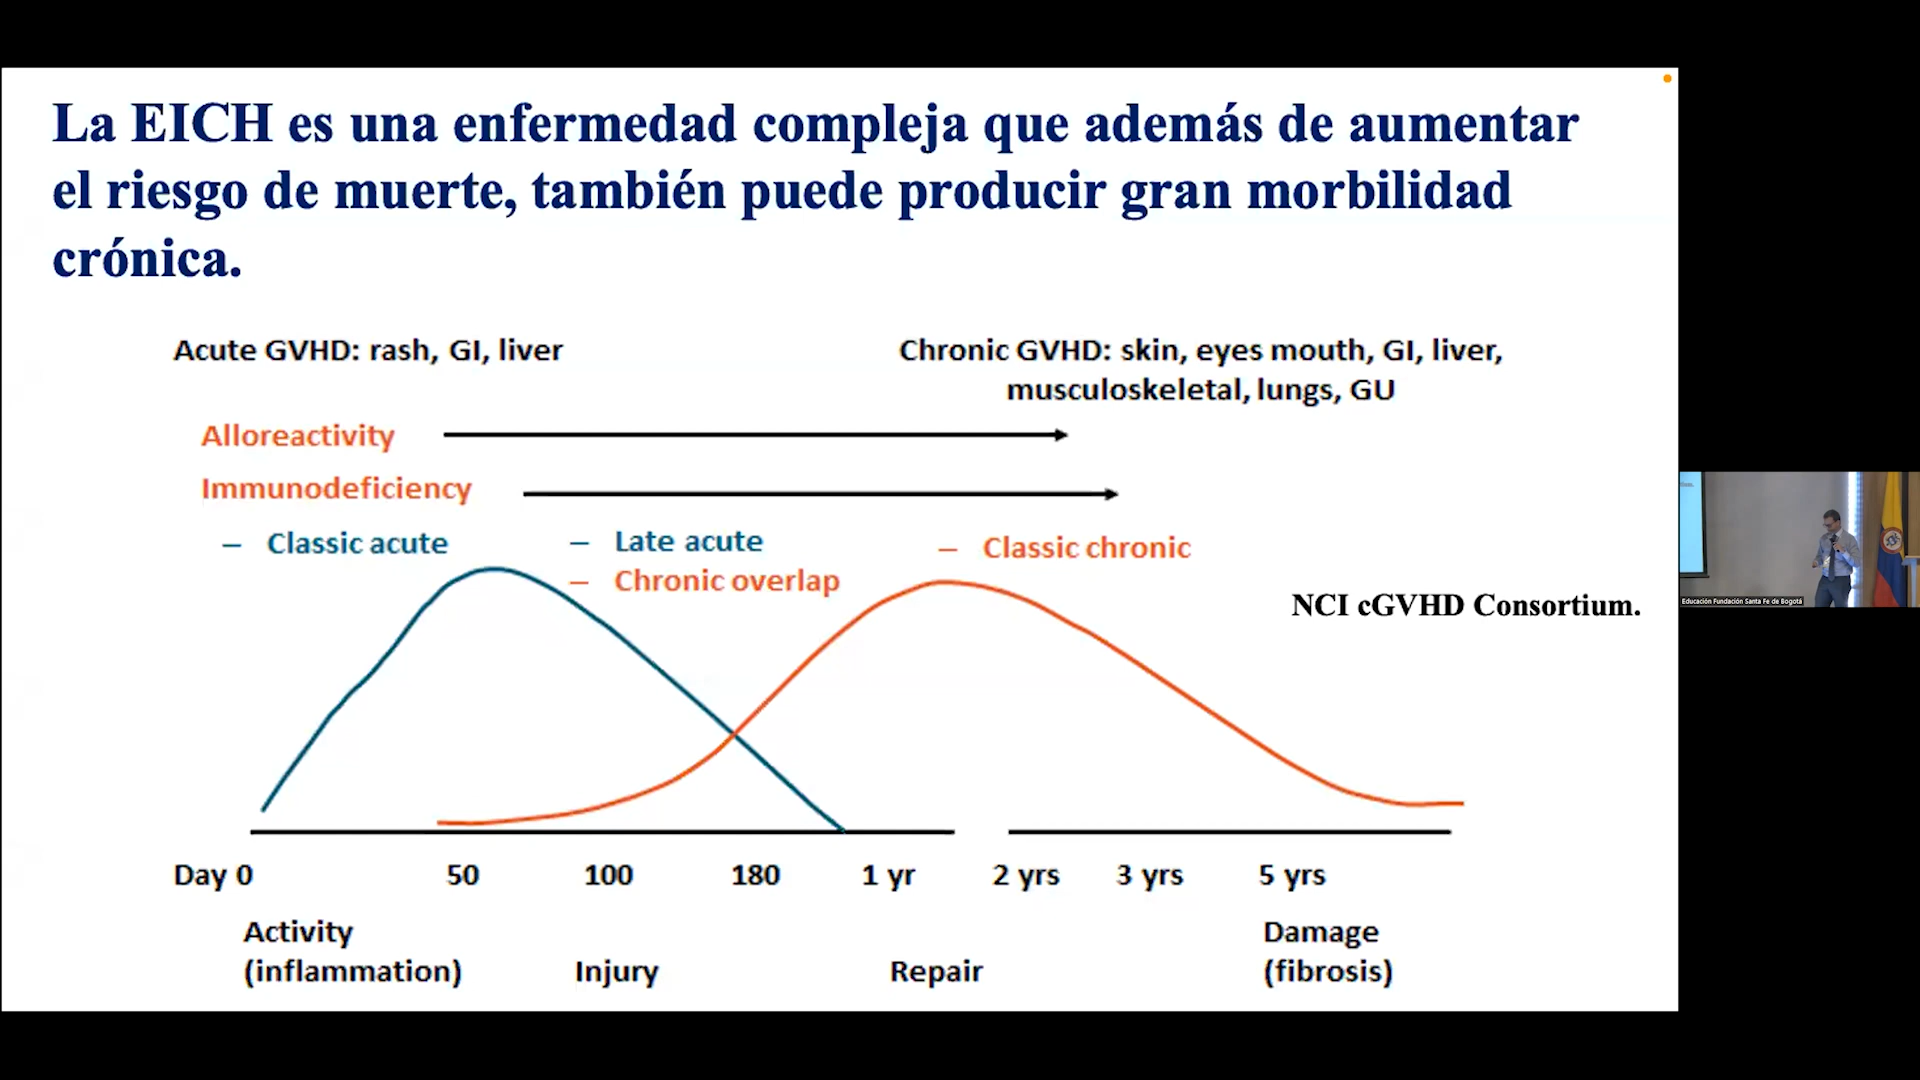 La EICH es una enfermedad compleja que además de aumentar
el riesgo de muerte, también puede producir gran morbilidad
crónica.
Acute GVHD: rash, GI, liver
Chronic GVHD: skin, eyes mouth, GI, liver,
musculoskeletal, lungs, GU
Alloreactivity
Immunodeficiency
– Classic acute
– Late acute
– Chronic overlap
– Classic chronic
NCI cGVHD Consortium.
Day 0 50 100 180 1 yr 2 yrs 3 yrs 5 yrs
Activity
(inflammation)
Injury
Repair
Damage
(fibrosis)
Educación Fundación Santa Fe de Bogotá